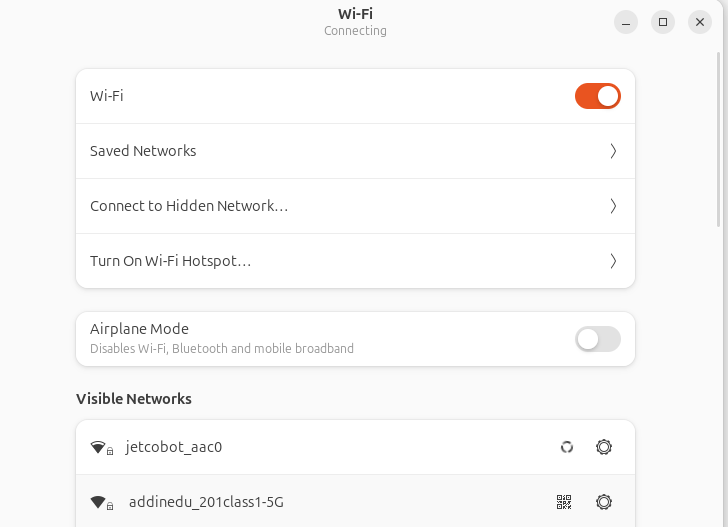 Wi-Fi
Connecting
Wi-Fi
Saved Networks
Connect to Hidden Network...
Turn On Wi-Fi Hotspot...
Airplane Mode
Disables Wi-Fi, Bluetooth and mobile broadband
Visible Networks
jetcobot_aac0
addinedu_201class1-5G